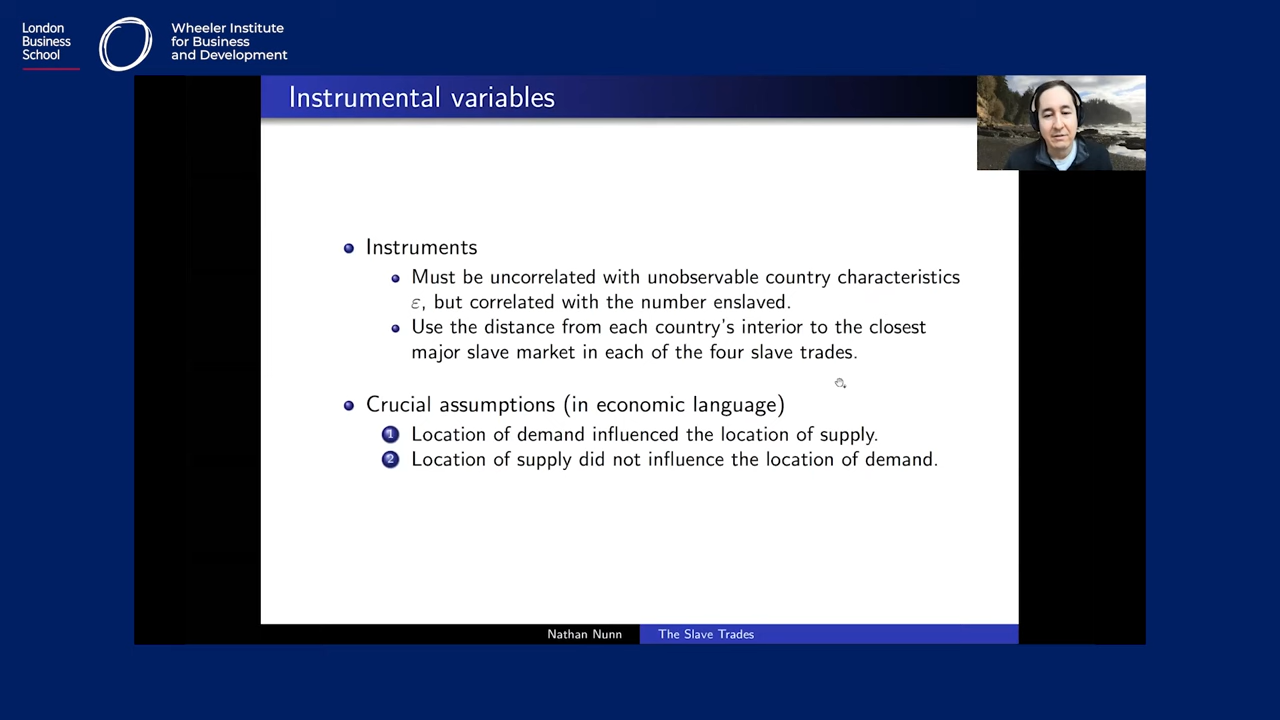 London
Business
School
Wheeler Institute
for Business
and Development
Instrumental variables
Instruments
Must be uncorrelated with unobservable country characteristics
ε, but correlated with the number enslaved.
Use the distance from each country's interior to the closest
major slave market in each of the four slave trades.
Crucial assumptions (in economic language)
1 Location of demand influenced the location of supply.
2 Location of supply did not influence the location of demand.
Nathan Nunn
The Slave Trades